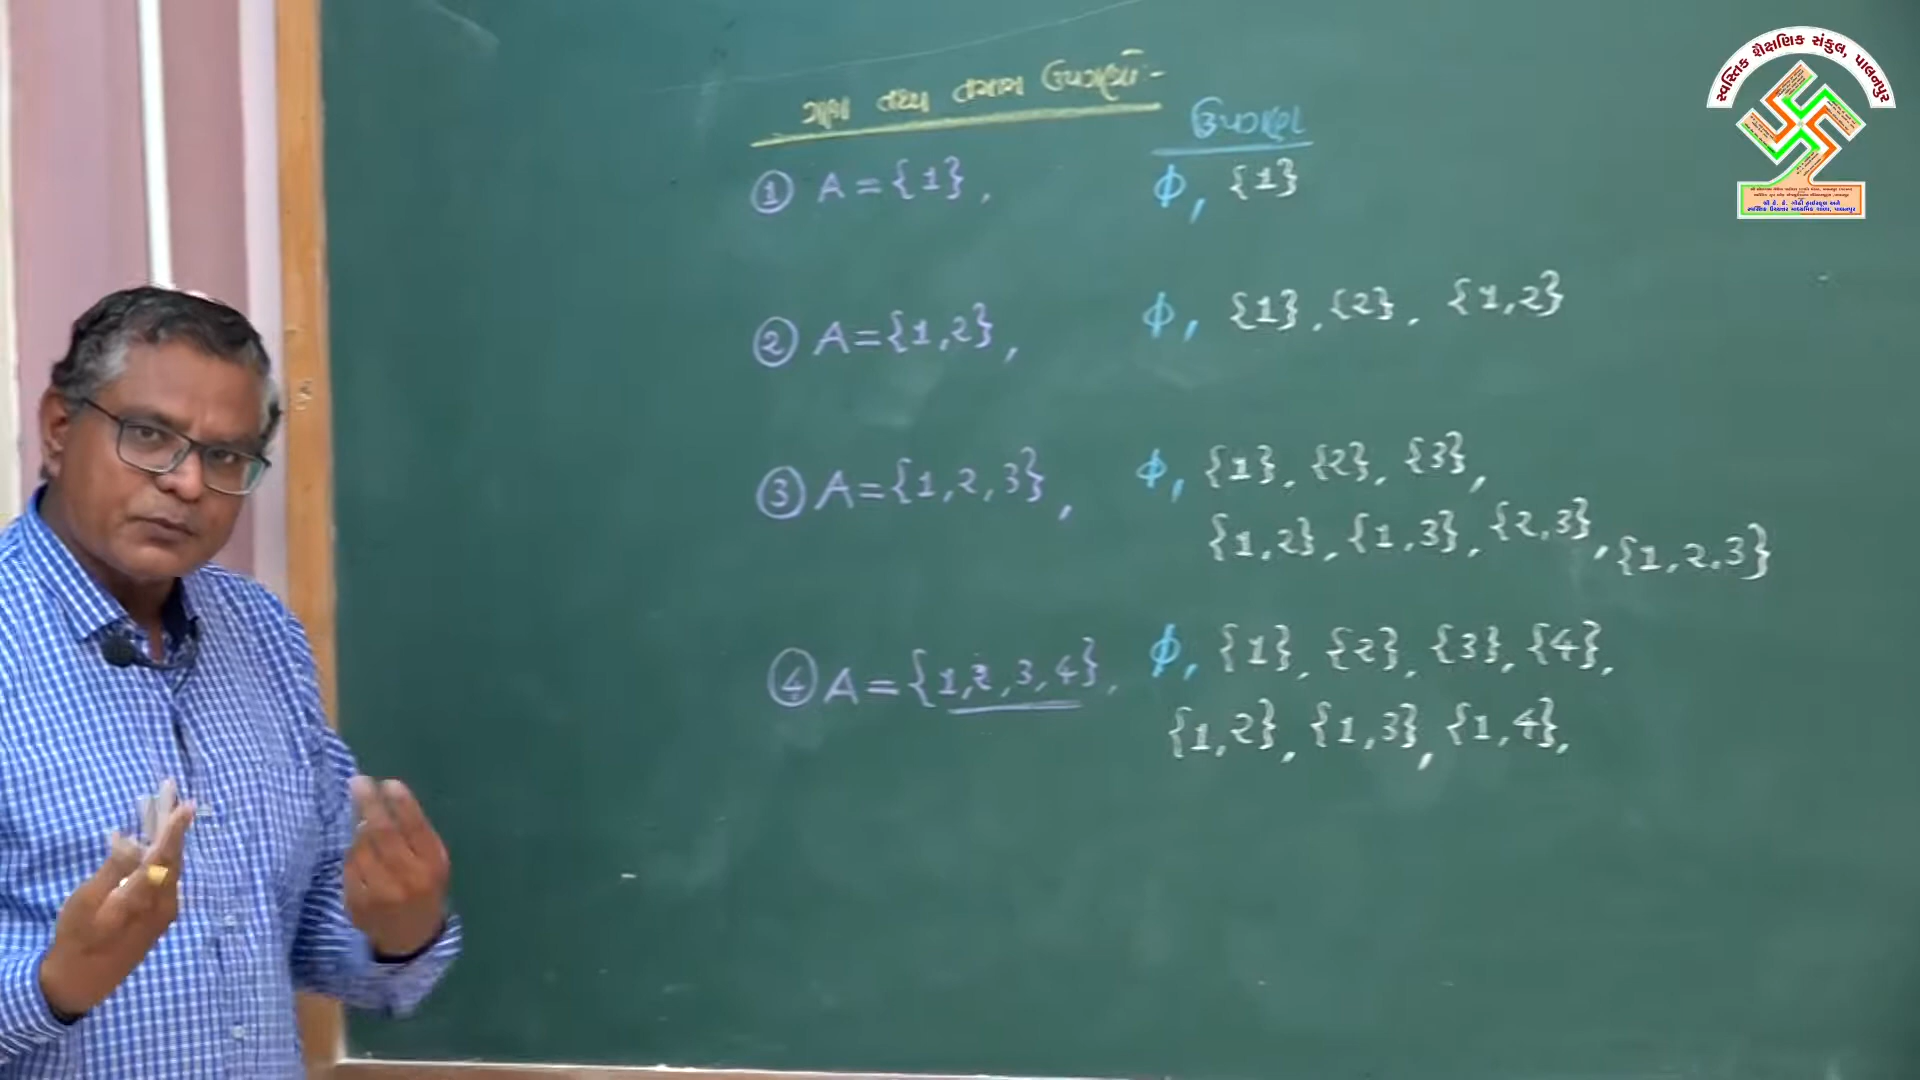 સ્વસ્તિક શૈક્ષણિક સંકુલ, પાલનપુર
ગણ તથા તમામ ઉપગણો :-
ઉપગણ
① A = {1}, ϕ, {1}
② A = {1,2}, ϕ, {1}, {2}, {1,2}
③ A = {1,2,3}, ϕ, {1}, {2}, {3},
{1,2}, {1,3}, {2,3}, {1,2,3}
④ A = {1,2,3,4}, ϕ, {1}, {2}, {3}, {4},
{1,2}, {1,3}, {1,4},